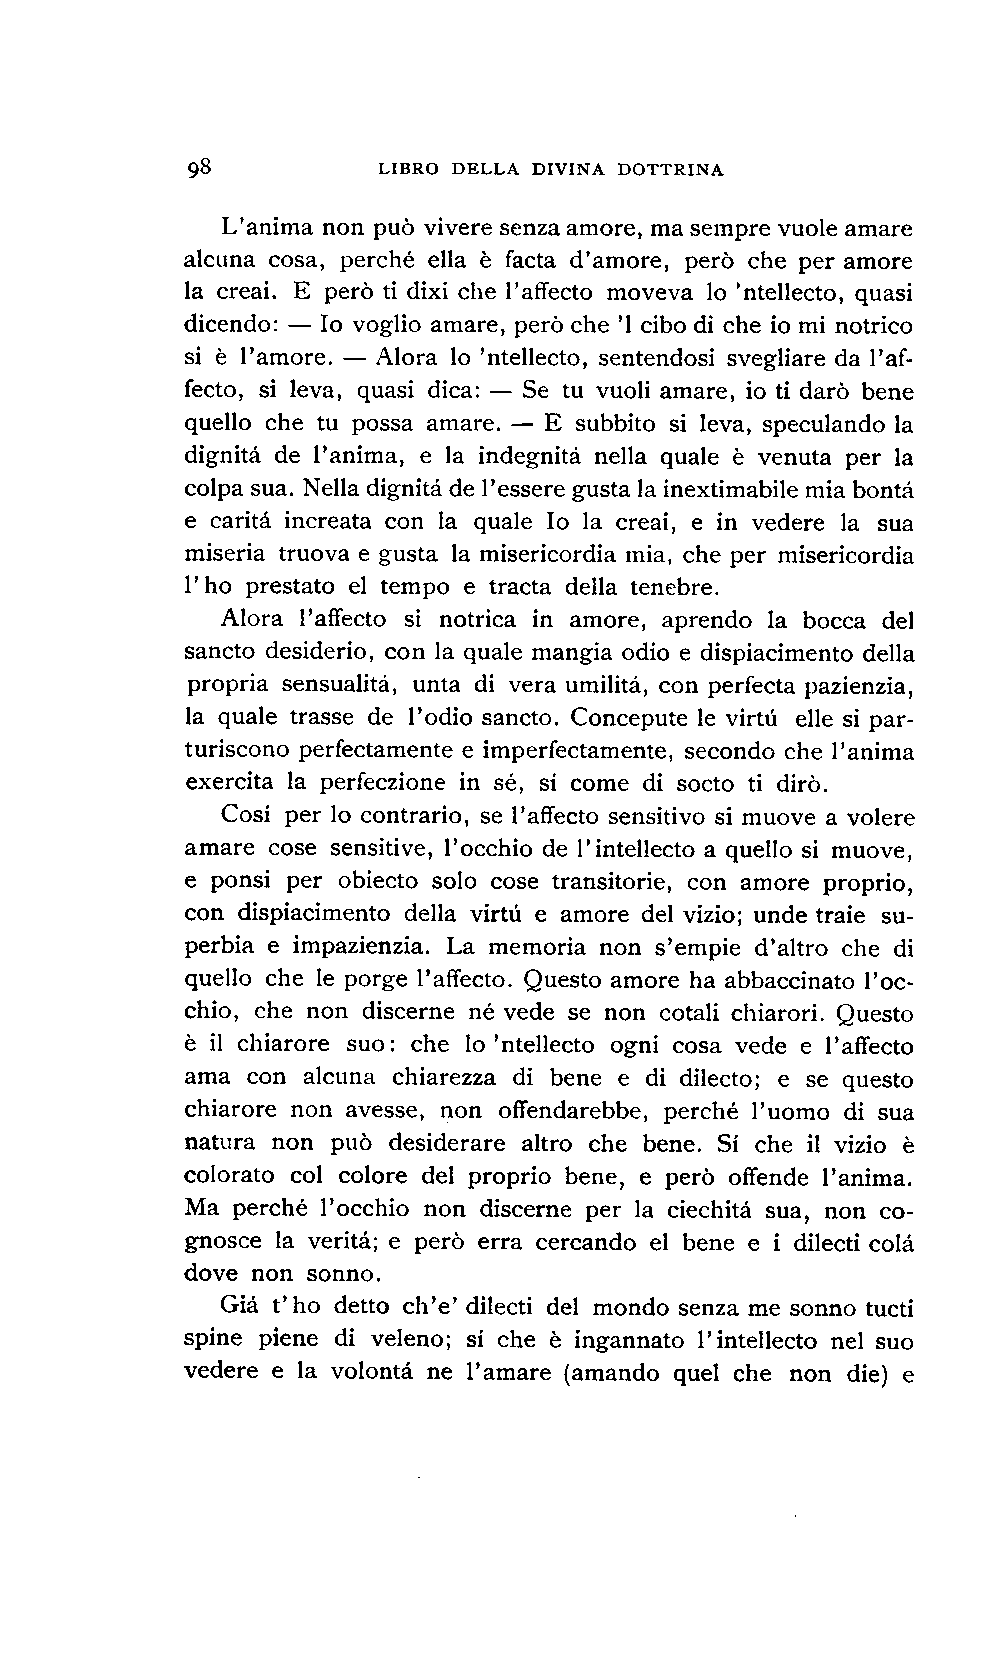 98 LIBRO DELLA DIVINA DOTTRINA
L'anima non può vivere senza amore, ma sempre vuole amare
alcuna cosa, perché ella è facta d'amore, però che per amore
la creai. E però ti dixi che l'affecto moveva lo 'ntellecto, quasi
dicendo: — Io voglio amare, però che 'l cibo di che io mi notrico
si è l'amore. — Alora lo 'ntellecto, sentendosi svegliare da l'af-
fecto, si leva, quasi dica: — Se tu vuoli amare, io ti darò bene
quello che tu possa amare. — E subbito si leva, speculando la
dignitá de l'anima, e la indegnitá nella quale è venuta per la
colpa sua. Nella dignitá de l'essere gusta la inextimabile mia bontá
e caritá increata con la quale Io la creai, e in vedere la sua
miseria truova e gusta la misericordia mia, che per misericordia
l'ho prestato el tempo e tracta della tenebre.
Alora l'affecto si notrica in amore, aprendo la bocca del
sancto desiderio, con la quale mangia odio e dispiacimento della
propria sensualitá, unta di vera umilitá, con perfecta pazienzia,
la quale trasse de l'odio sancto. Concepute le virtú elle si par-
turiscono perfectamente e imperfectamente, secondo che l'anima
exercita la perfeczione in sé, sí come di socto ti dirò.
Cosí per lo contrario, se l'affecto sensitivo si muove a volere
amare cose sensitive, l'occhio de l'intellecto a quello si muove,
e ponsi per obiecto solo cose transitorie, con amore proprio,
con dispiacimento della virtú e amore del vizio; unde traie su-
perbia e impazienzia. La memoria non s'empie d'altro che di
quello che le porge l'affecto. Questo amore ha abbaccinato l'oc-
chio, che non discerne né vede se non cotali chiarori. Questo
è il chiarore suo: che lo 'ntellecto ogni cosa vede e l'affecto
ama con alcuna chiarezza di bene e di dilecto; e se questo
chiarore non avesse, non offendarebbe, perché l'uomo di sua
natura non può desiderare altro che bene. Sí che il vizio è
colorato col colore del proprio bene, e però offende l'anima.
Ma perché l'occhio non discerne per la ciechitá sua, non co-
gnosce la veritá; e però erra cercando el bene e i dilecti colá
dove non sonno.
Giá t'ho detto ch'e' dilecti del mondo senza me sonno tucti
spine piene di veleno; sí che è ingannato l'intellecto nel suo
vedere e la volontá ne l'amare (amando quel che non die) e